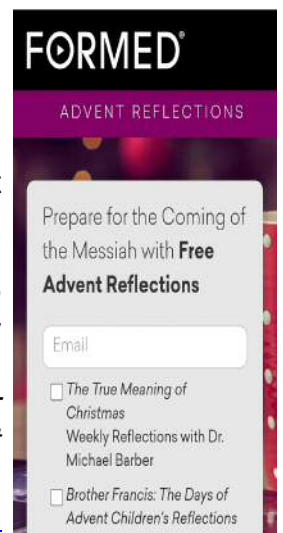 FORMED®
ADVENT REFLECTIONS
Prepare for the Coming of
the Messiah with Free
Advent Reflections
Email
The True Meaning of
Christmas
Weekly Reflections with Dr.
Michael Barber
Brother Francis: The Days of
Advent Children's Reflections